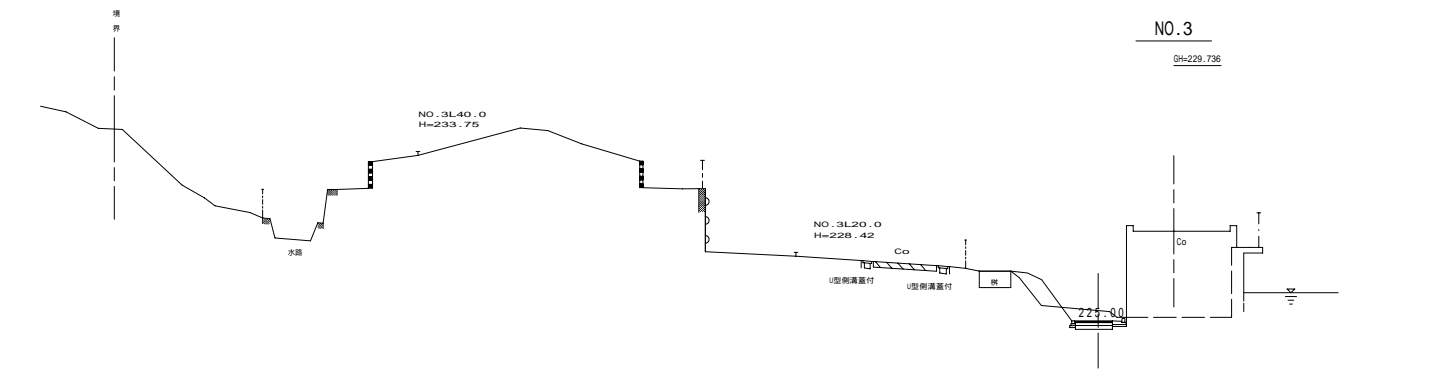 境
界
NO.3
GH=229.736
NO.3L40.0
H=233.75
水路
NO.3L20.0
H=228.42
Co
U型側溝蓋付
U型側溝蓋付
桝
Co
225.00